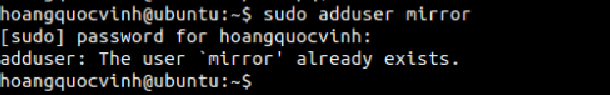 hoangquocvinh@ubuntu:~$ sudo adduser mirror
[sudo] password for hoangquocvinh:
adduser: The user `mirror' already exists.
hoangquocvinh@ubuntu:~$